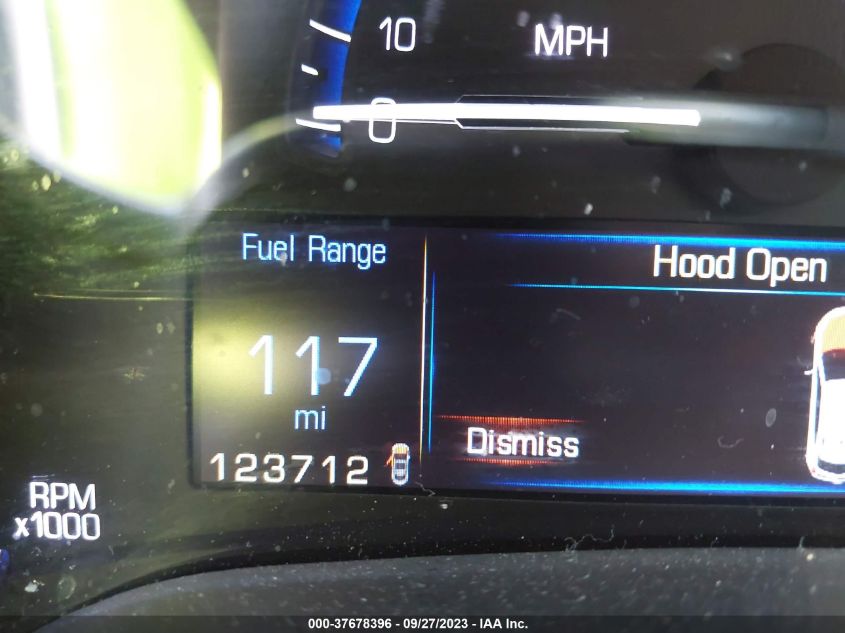 10 MPH
0
Fuel Range
Hood Open
117
mi
Dismiss
123712
RPM
x1000
000-37678396 - 09/27/2023 - IAA Inc.